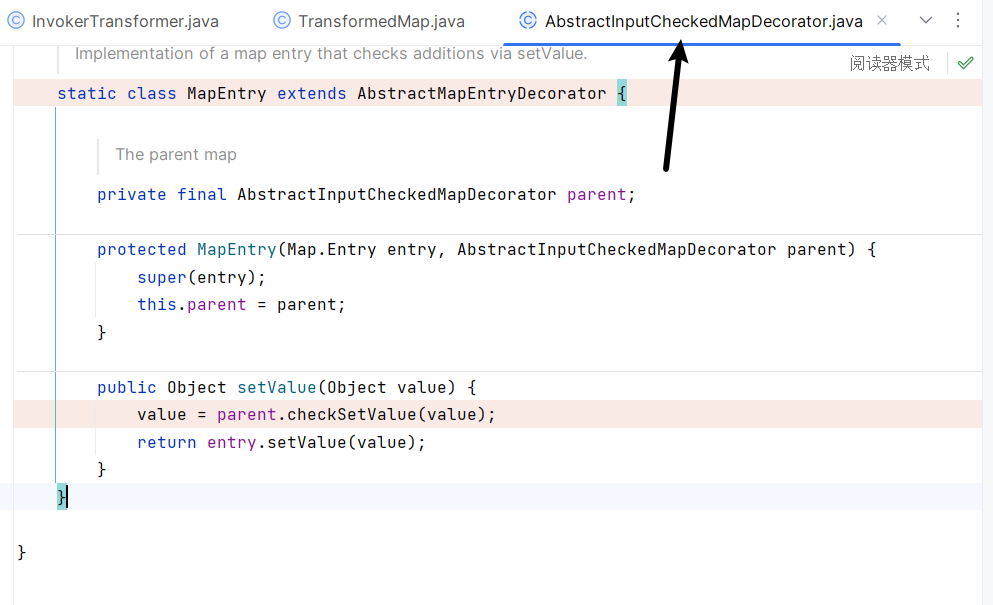 InvokerTransformer.java TransformedMap.java AbstractInputCheckedMapDecorator.java
Implementation of a map entry that checks additions via setValue.
阅读器模式
static class MapEntry extends AbstractMapEntryDecorator {
The parent map
private final AbstractInputCheckedMapDecorator parent;
protected MapEntry(Map.Entry entry, AbstractInputCheckedMapDecorator parent) {
super(entry);
this.parent = parent;
}
public Object setValue(Object value) {
value = parent.checkSetValue(value);
return entry.setValue(value);
}
}
}